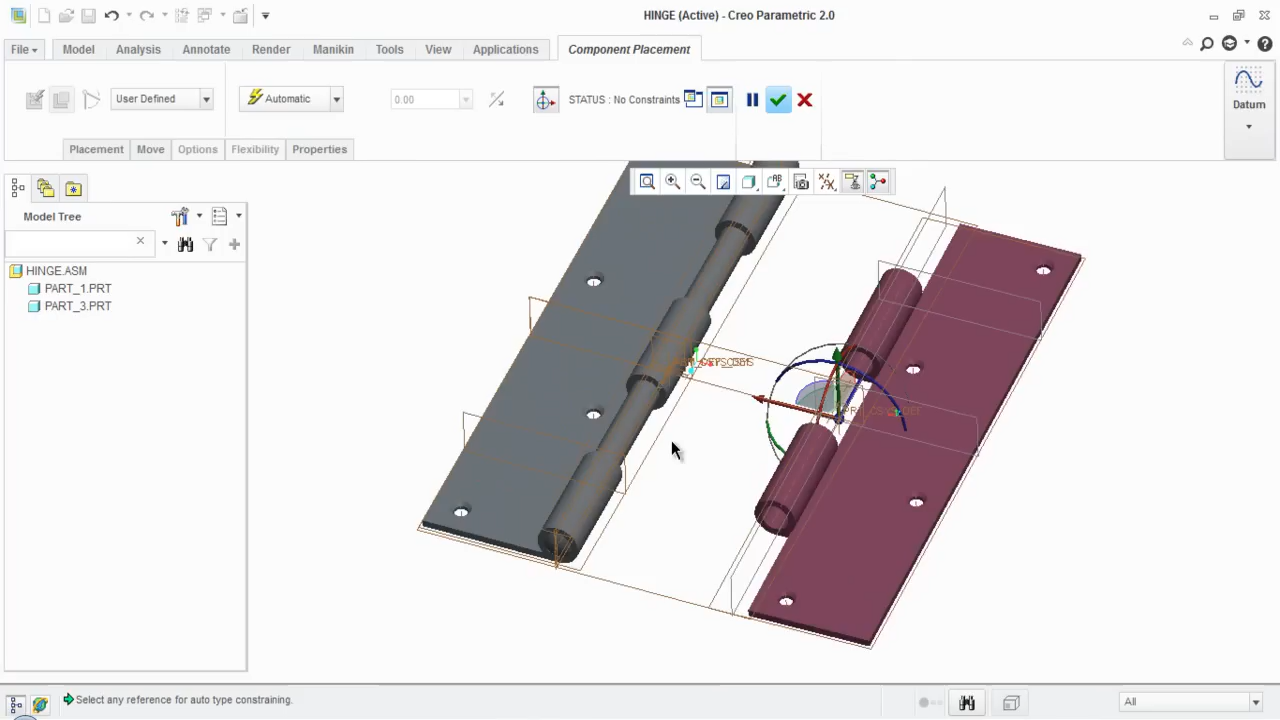 HINGE (Active) - Creo Parametric 2.0
File Model Analysis Annotate Render Manikin Tools View Applications Component Placement
User Defined Automatic 0.00 STATUS : No Constraints
Datum
Placement Move Options Flexibility Properties
Model Tree
HINGE.ASM
PART_1.PRT
PART_3.PRT
Select any reference for auto type constraining. All